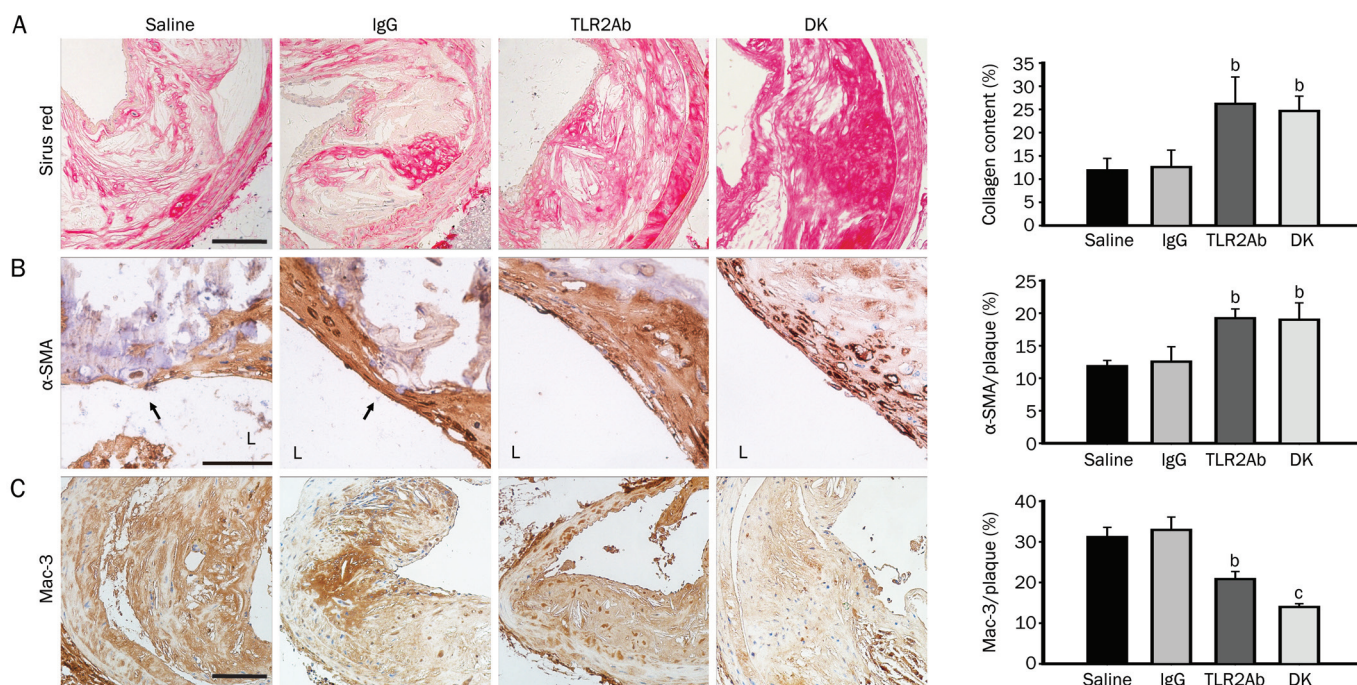 A
Saline
IgG
TLR2Ab
DK
Sirus red
Collagen content (%)
35
30
25
20
15
10
5
0
b
b
Saline
IgG
TLR2Ab
DK
B
α-SMA
L
L
L
L
α-SMA/plaque (%)
25
20
15
10
5
0
b
b
Saline
IgG
TLR2Ab
DK
C
Mac-3
Mac-3/plaque (%)
40
30
20
10
0
b
c
Saline
IgG
TLR2Ab
DK